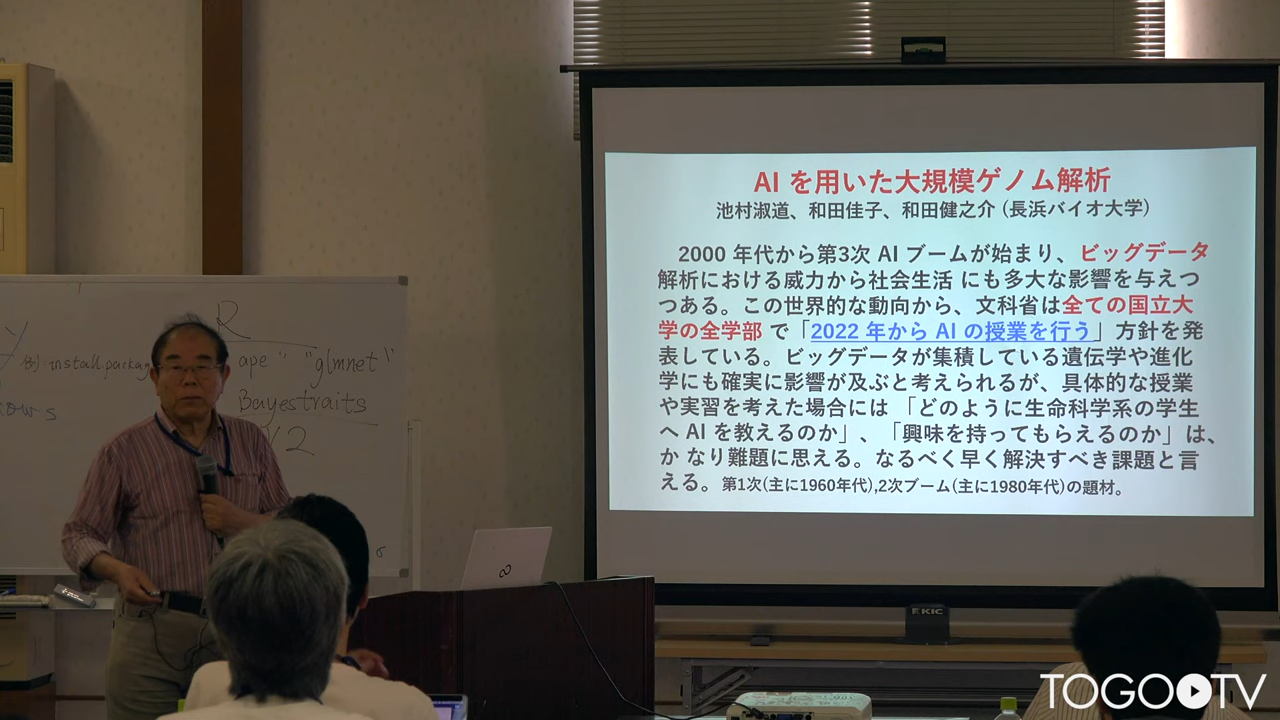 AI を用いた大規模ゲノム解析
池村淑道、和田佳子、和田健之介 (長浜バイオ大学)
2000 年代から第3次 AI ブームが始まり、ビッグデータ
解析における威力から社会生活 にも多大な影響を与えつ
つある。この世界的な動向から、文科省は全ての国立大
学の全学部 で「2022 年から AI の授業を行う」方針を発
表している。ビッグデータが集積している遺伝学や進化
学にも確実に影響が及ぶと考えられるが、具体的な授業
や実習を考えた場合には 「どのように生命科学系の学生
へ AI を教えるのか」、「興味を持ってもらえるのか」は、
か なり難題に思える。なるべく早く解決すべき課題と言
える。第1次(主に1960年代),2次ブーム(主に1980年代)の題材。
R
install.packag
ape " "glmnet"
Bayestraits
ows
KIC
TOGO TV